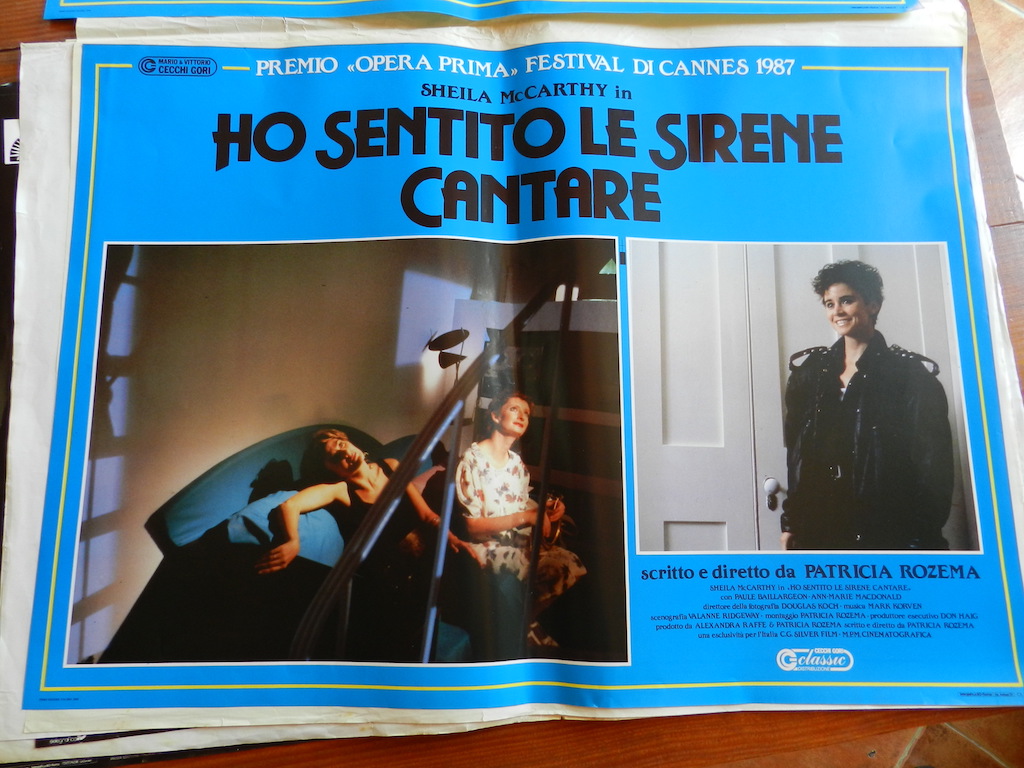 MARIO & VITTORIO
CECCHI GORI
PREMIO «OPERA PRIMA» FESTIVAL DI CANNES 1987
SHEILA McCARTHY in
HO SENTITO LE SIRENE
CANTARE
scritto e diretto da PATRICIA ROZEMA
SHEILA McCARTHY in «HO SENTITO LE SIRENE CANTARE»
con PAULE BAILLARGEON · ANN-MARIE MACDONALD
direttore della fotografia DOUGLAS KOCH · musica MARK KORVEN
scenografia VALANNE RIDGEWAY · montaggio PATRICIA ROZEMA · produttore esecutivo DON HAIG
prodotto da ALEXANDRA RAFFE & PATRICIA ROZEMA scritto e diretto da PATRICIA ROZEMA
una esclusività per l'Italia C.G. SILVER FILM · M.P.M. CINEMATOGRAFICA
CECCHI GORI
classic
DISTRIBUZIONE